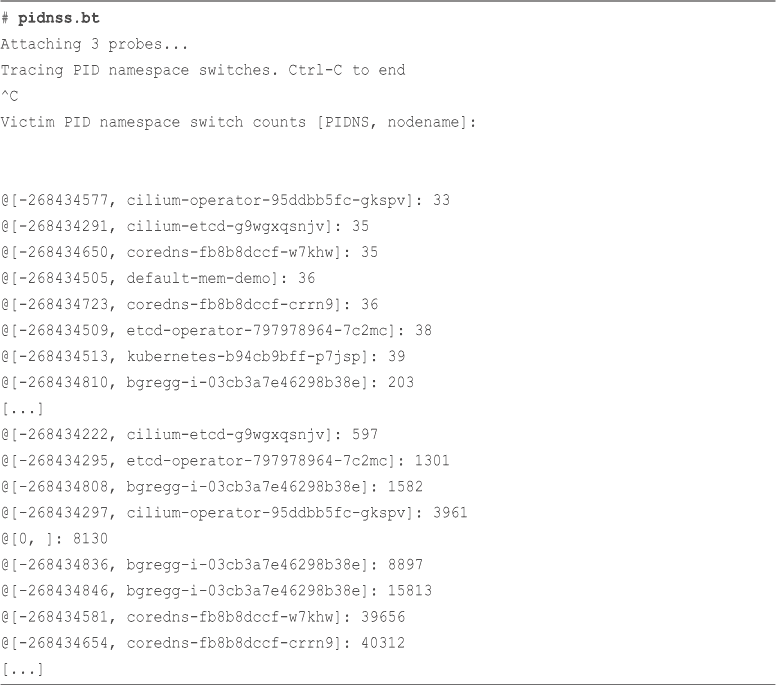 # pidnss.bt
Attaching 3 probes...
Tracing PID namespace switches. Ctrl-C to end
^C
Victim PID namespace switch counts [PIDNS, nodename]:
@[-268434577, cilium-operator-95ddbb5fc-gkspv]: 33
@[-268434291, cilium-etcd-g9wgxqsnjv]: 35
@[-268434650, coredns-fb8b8dccf-w7khw]: 35
@[-268434505, default-mem-demo]: 36
@[-268434723, coredns-fb8b8dccf-crrn9]: 36
@[-268434509, etcd-operator-797978964-7c2mc]: 38
@[-268434513, kubernetes-b94cb9bff-p7jsp]: 39
@[-268434810, bgregg-i-03cb3a7e46298b38e]: 203
[...]
@[-268434222, cilium-etcd-g9wgxqsnjv]: 597
@[-268434295, etcd-operator-797978964-7c2mc]: 1301
@[-268434808, bgregg-i-03cb3a7e46298b38e]: 1582
@[-268434297, cilium-operator-95ddbb5fc-gkspv]: 3961
@[0, ]: 8130
@[-268434836, bgregg-i-03cb3a7e46298b38e]: 8897
@[-268434846, bgregg-i-03cb3a7e46298b38e]: 15813
@[-268434581, coredns-fb8b8dccf-w7khw]: 39656
@[-268434654, coredns-fb8b8dccf-crrn9]: 40312
[...]